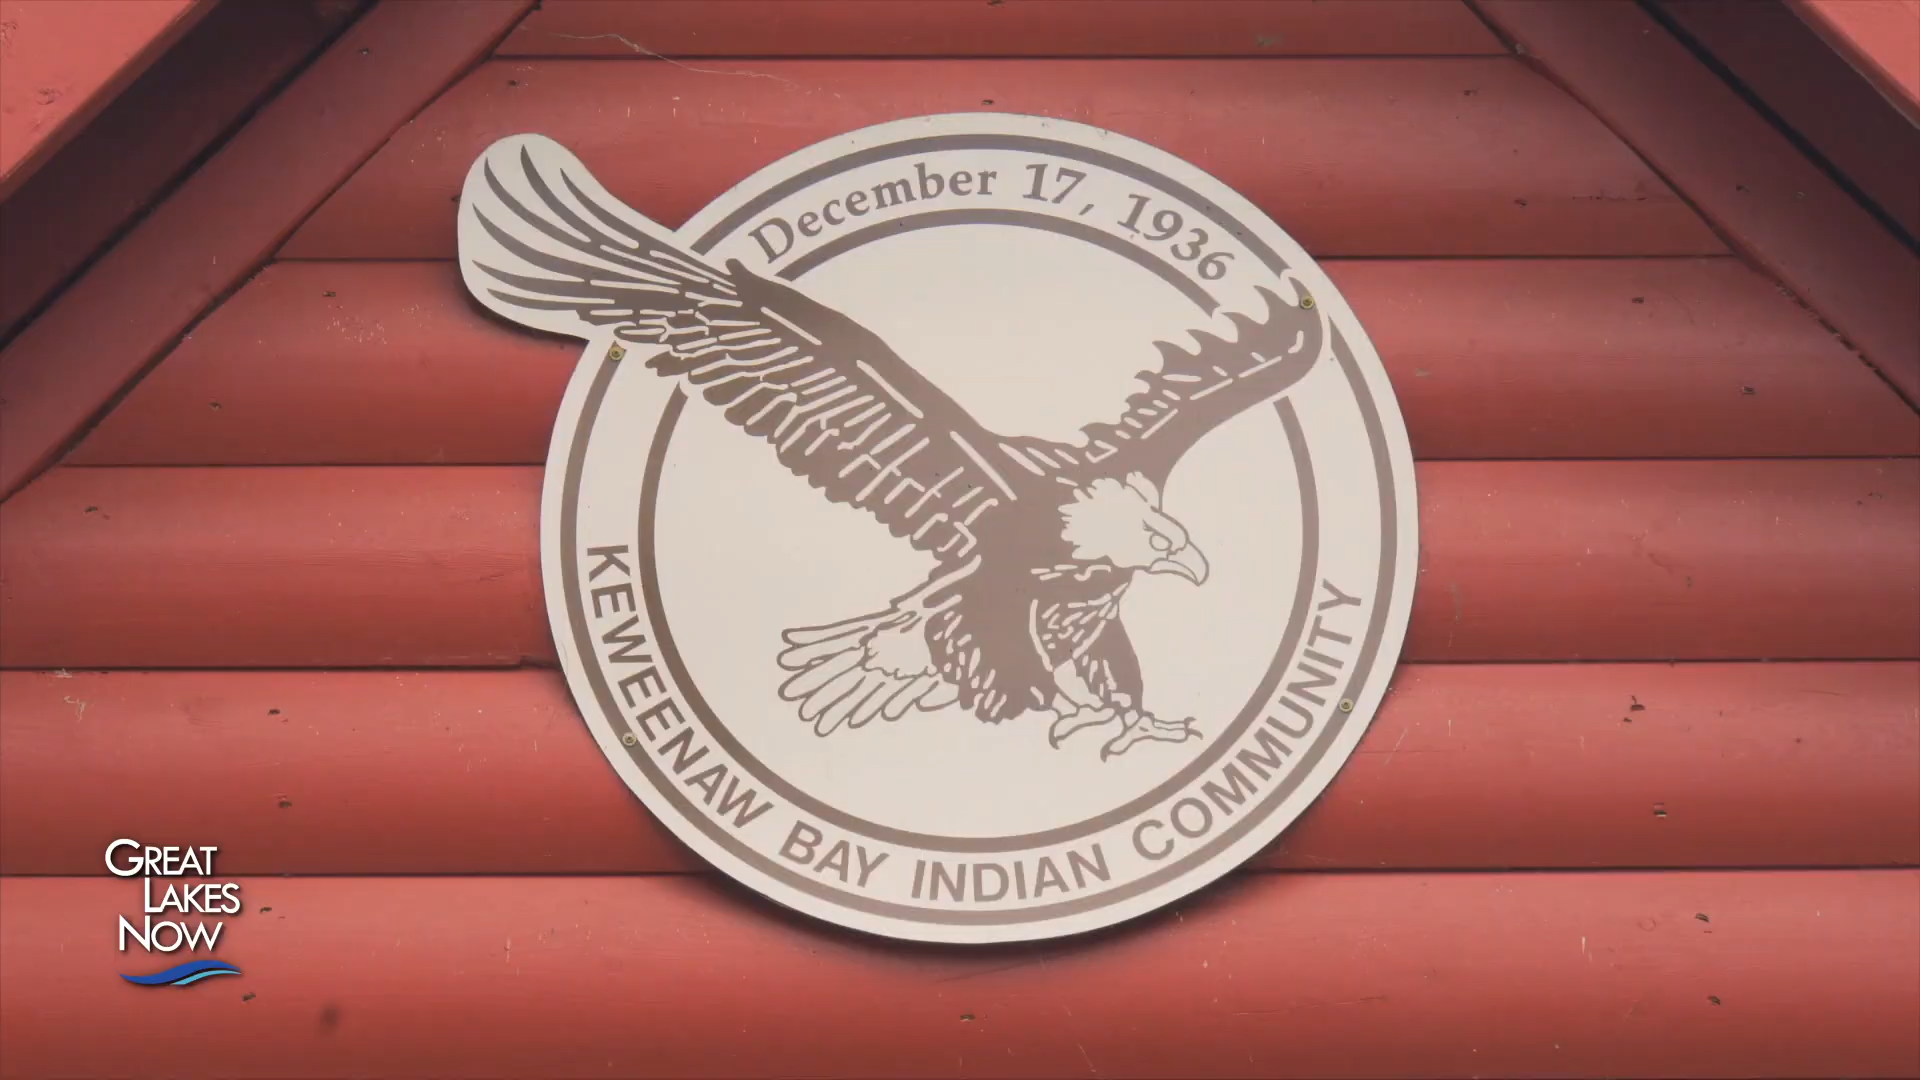 December 17, 1936
KEWEENAW BAY INDIAN COMMUNITY
GREAT
LAKES
NOW